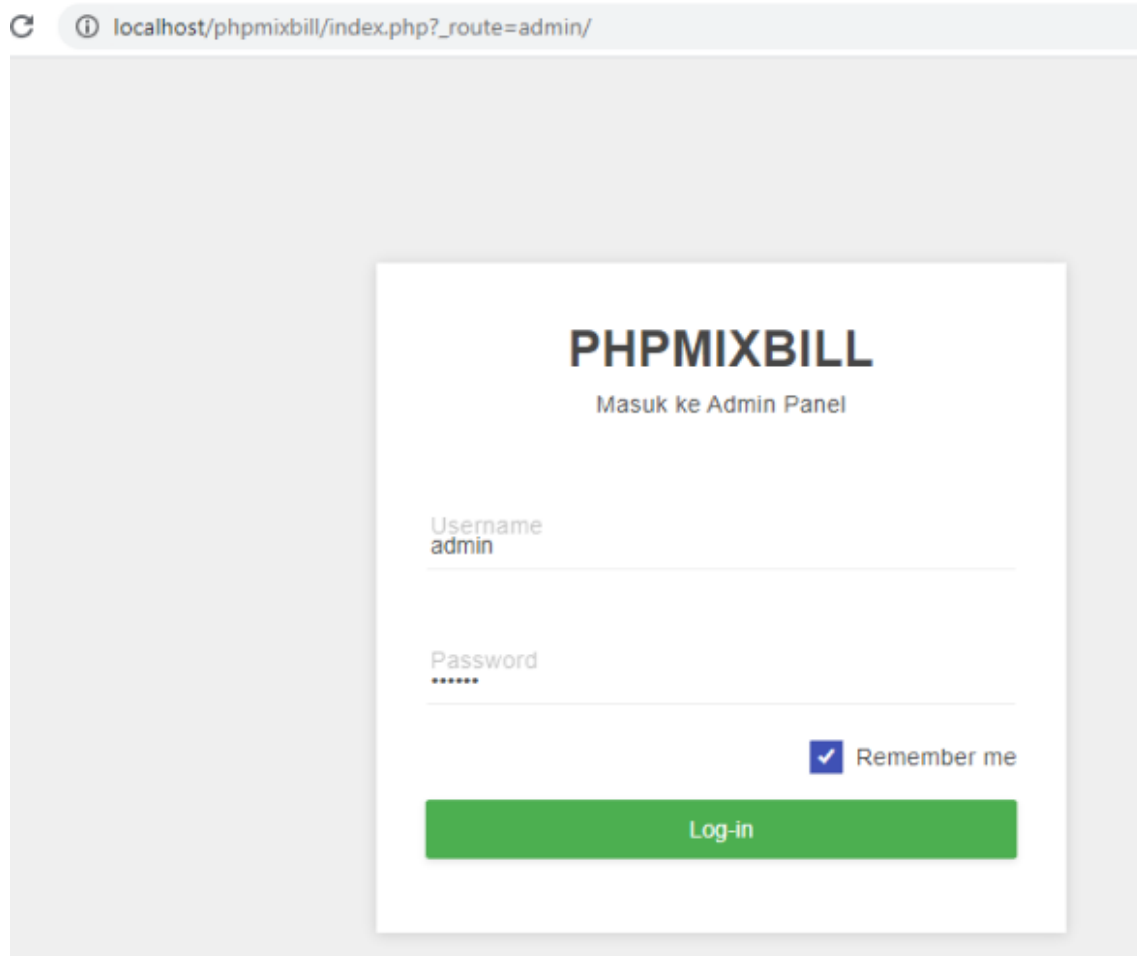 localhost/phpmixbill/index.php?_route=admin/
PHPMIXBILL
Masuk ke Admin Panel
Username
admin
Password
••••••
Remember me
Log-in